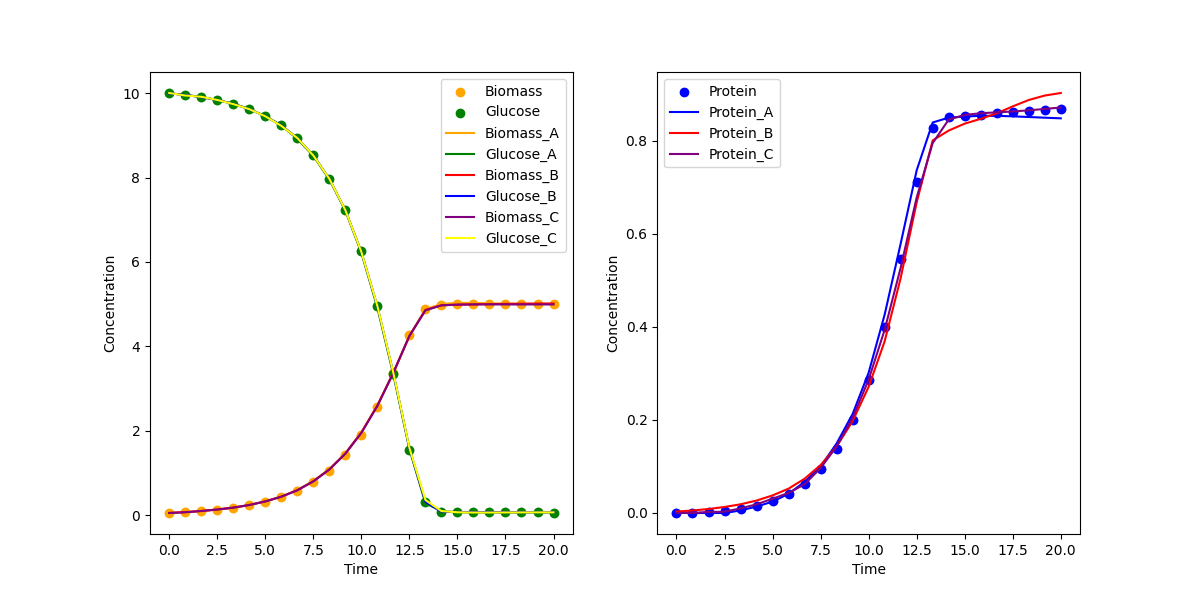 10
8
6
4
2
0
0.0
2.5
5.0
7.5
10.0
12.5
15.0
17.5
20.0
Time
Concentration
Biomass
Glucose
Biomass_A
Glucose_A
Biomass_B
Glucose_B
Biomass_C
Glucose_C
0.8
0.6
0.4
0.2
0.0
0.0
2.5
5.0
7.5
10.0
12.5
15.0
17.5
20.0
Time
Concentration
Protein
Protein_A
Protein_B
Protein_C